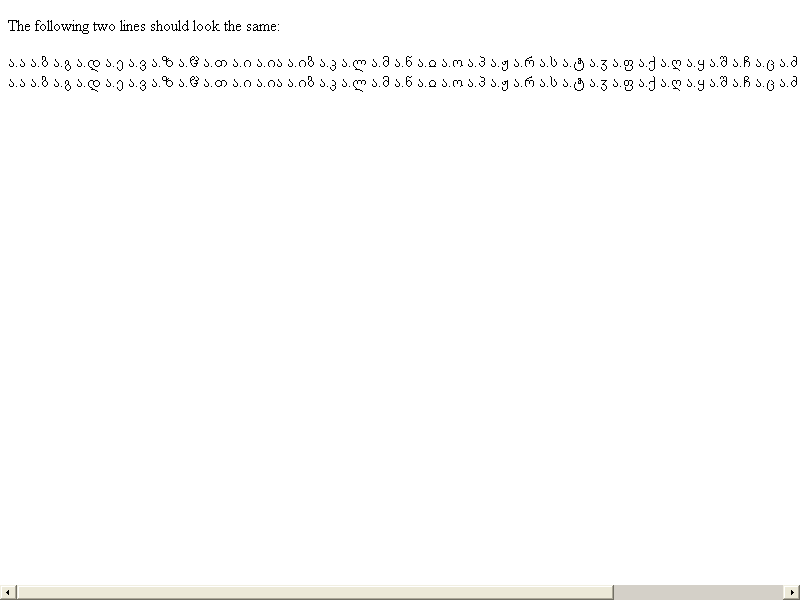 The following two lines should look the same:
ა.ა ა.ბ ა.გ ა.დ ა.ე ა.ვ ა.ზ ა.ჱ ა.თ ა.ი ა.ია ა.იბ ა.კ ა.ლ ა.მ ა.ნ ა.ჲ ა.ო ა.პ ა.ჟ ა.რ ა.ს ა.ტ ა.ჳ ა.ფ ა.ქ ა.ღ ა.ყ ა.შ ა.ჩ ა.ც ა.ძ
ა.ა ა.ბ ა.გ ა.დ ა.ე ა.ვ ა.ზ ა.ჱ ა.თ ა.ი ა.ია ა.იბ ა.კ ა.ლ ა.მ ა.ნ ა.ჲ ა.ო ა.პ ა.ჟ ა.რ ა.ს ა.ტ ა.ჳ ა.ფ ა.ქ ა.ღ ა.ყ ა.შ ა.ჩ ა.ც ა.ძ